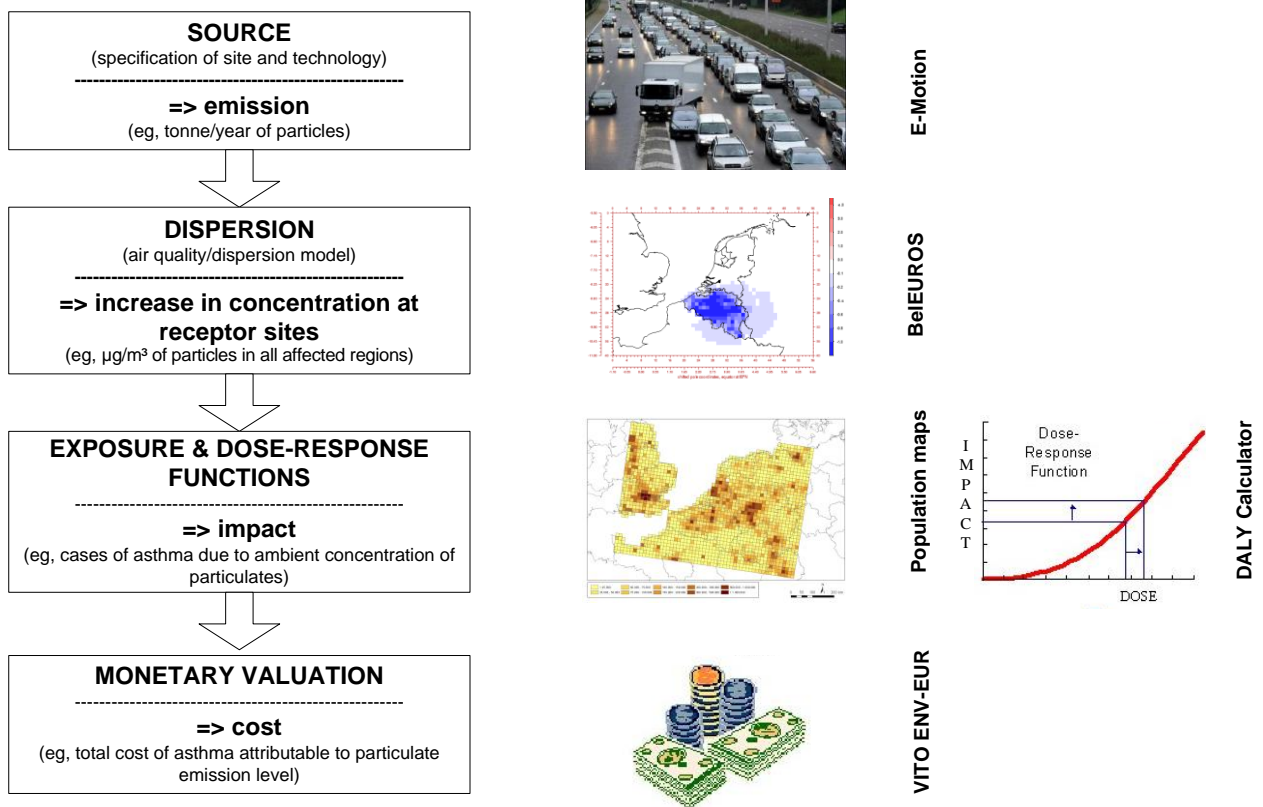 SOURCE
(specification of site and technology)
--------------------------------------------------------
=> emission
(eg, tonne/year of particles)
E-Motion
DISPERSION
(air quality/dispersion model)
--------------------------------------------------------
=> increase in concentration at
receptor sites
(eg, µg/m³ of particles in all affected regions)
BelEUROS
EXPOSURE & DOSE-RESPONSE
FUNCTIONS
--------------------------------------------------------
=> impact
(eg, cases of asthma due to ambient concentration of
particulates)
Population maps
IMPACT
Dose-
Response
Function
DOSE
DALY Calculator
MONETARY VALUATION
--------------------------------------------------------
=> cost
(eg, total cost of asthma attributable to particulate
emission level)
VITO ENV-EUR